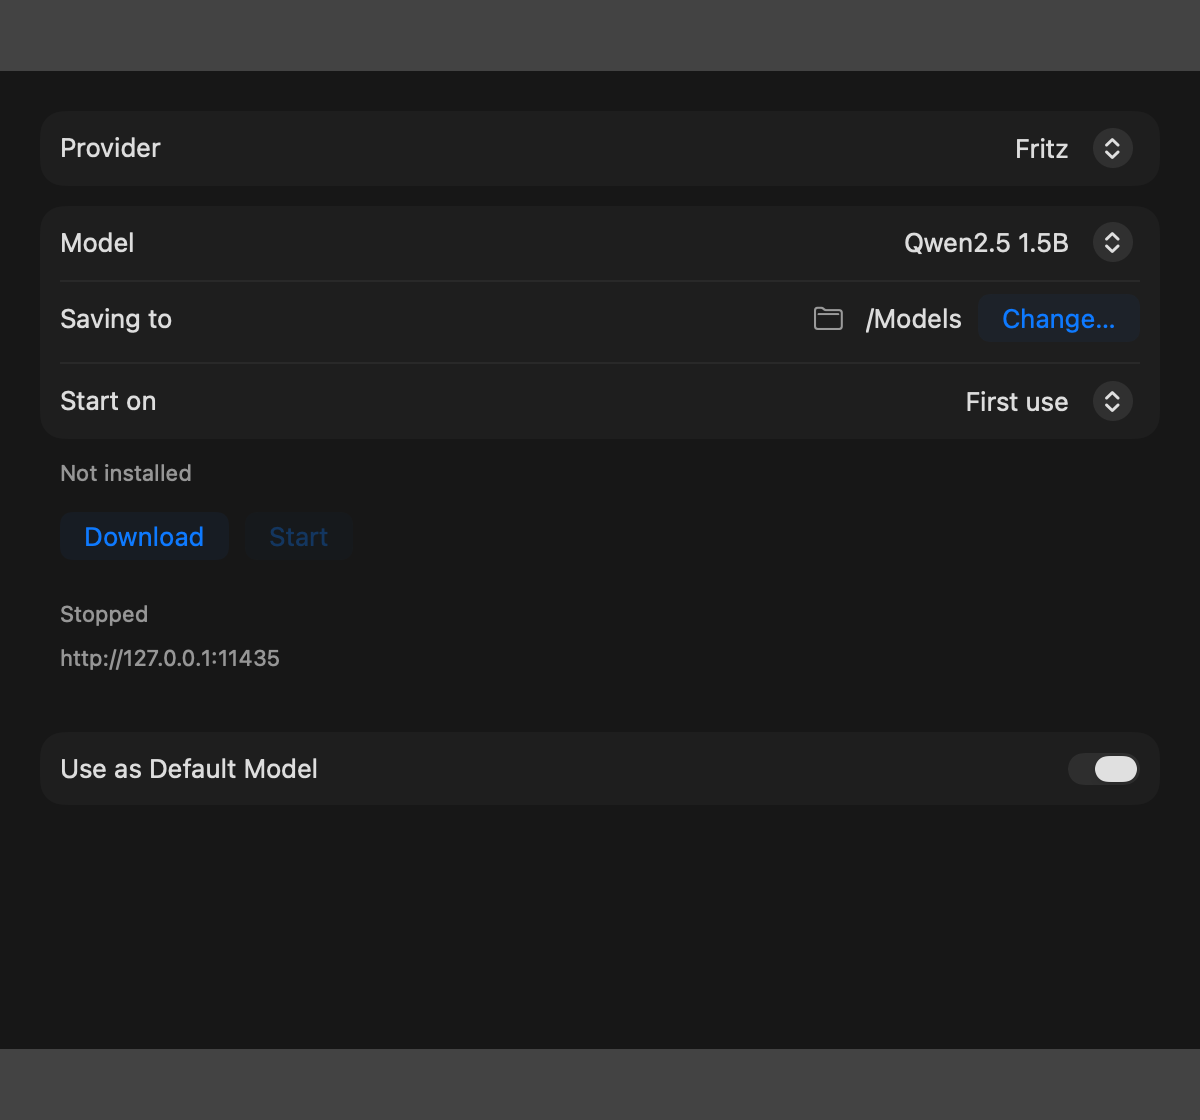 Provider Fritz
Model Qwen2.5 1.5B
Saving to /Models Change...
Start on First use
Not installed
Download Start
Stopped
http://127.0.0.1:11435
Use as Default Model